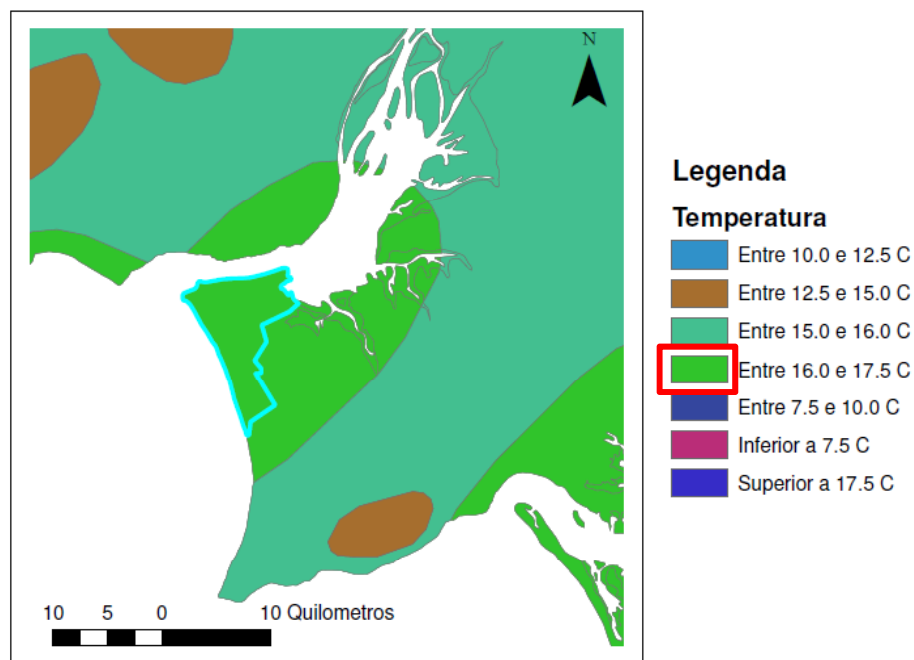 N
Legenda
Temperatura
Entre 10.0 e 12.5 C
Entre 12.5 e 15.0 C
Entre 15.0 e 16.0 C
Entre 16.0 e 17.5 C
Entre 7.5 e 10.0 C
Inferior a 7.5 C
Superior a 17.5 C
10 5 0 10 Quilometros